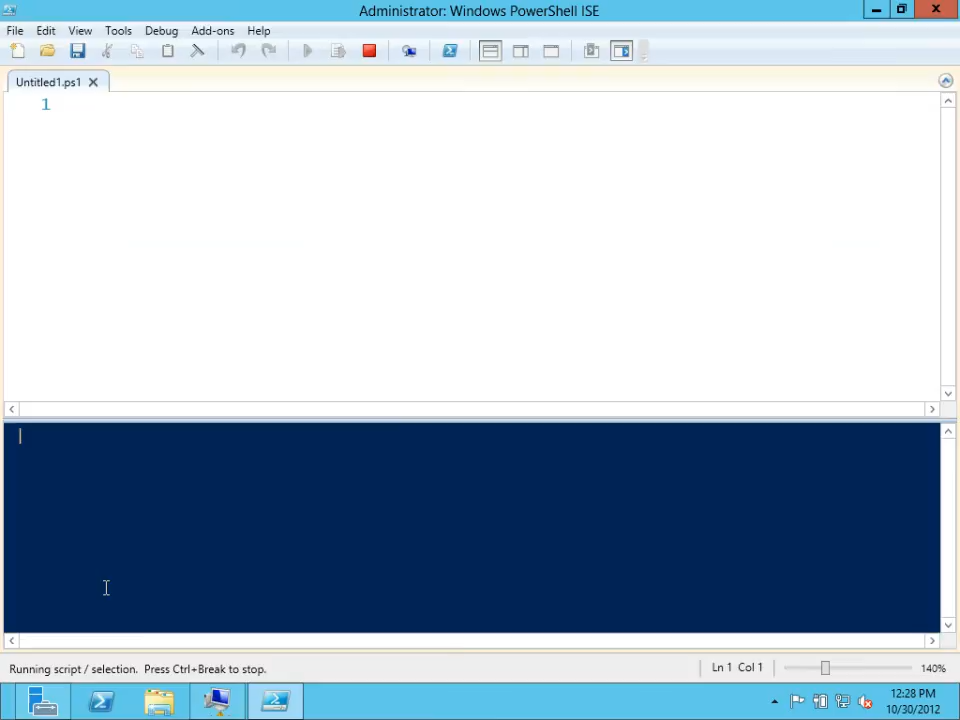 Administrator: Windows PowerShell ISE
File Edit View Tools Debug Add-ons Help
Untitled1.ps1
1
Running script / selection. Press Ctrl+Break to stop.
Ln 1 Col 1
140%
12:28 PM
10/30/2012